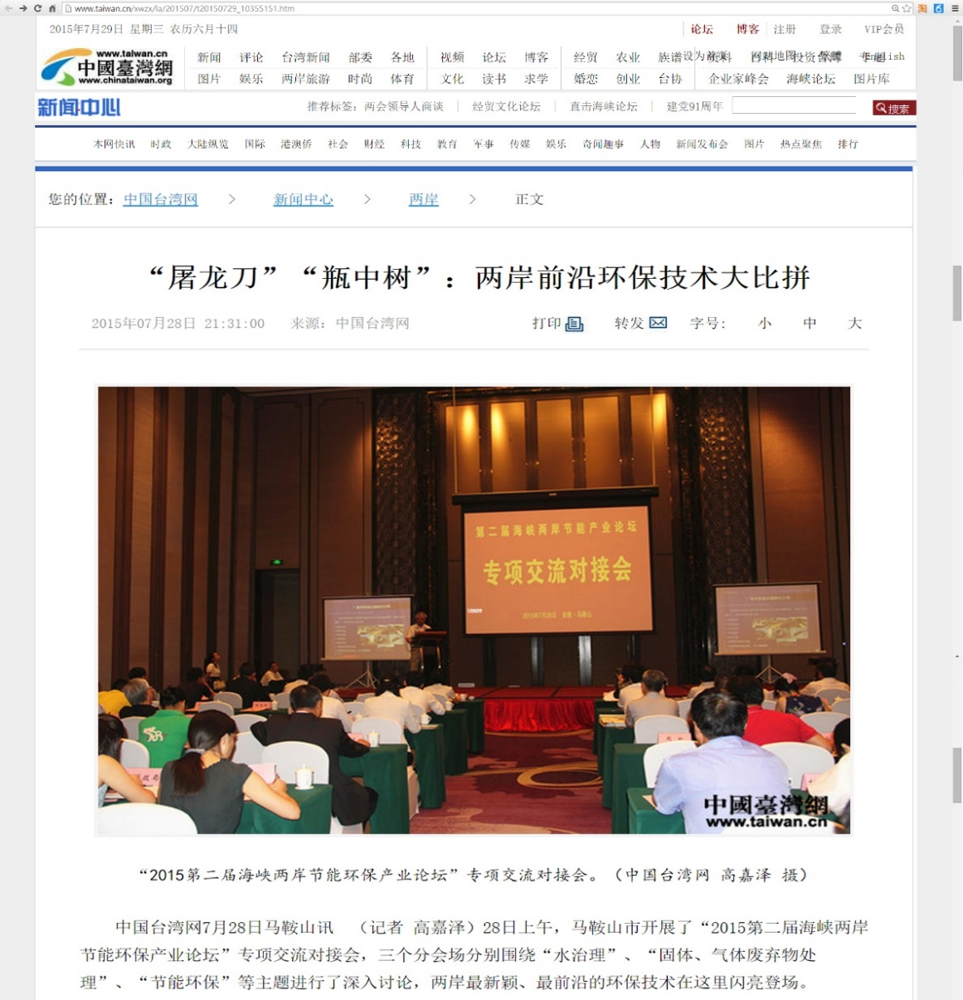 www.taiwan.cn/xwzx/la/201507/t20150729_10355151.htm
2015年7月29日 星期三 农历六月十四
论坛 博客 注册 登录 VIP会员
www.taiwan.cn
中國臺灣網
www.chinataiwan.org
新闻 评论 台湾新闻 部委 各地 视频 论坛 博客 经贸 农业 族谱 English
图片 娱乐 两岸旅游 时尚 体育 文化 读书 求学 婚恋 创业 台协 企业家峰会 海峡论坛 图片库
新闻中心
推荐标签: 两会领导人商谈 | 经贸文化论坛 | 直击海峡论坛 | 建党91周年
搜索
本网快讯 时政 大陆纵览 国际 港澳侨 社会 财经 科技 教育 军事 传媒 娱乐 奇闻趣事 人物 新闻发布会 图片 热点聚焦 排行
您的位置: 中国台湾网 > 新闻中心 > 两岸 > 正文
“屠龙刀”“瓶中树”：两岸前沿环保技术大比拼
2015年07月28日 21:31:00 来源: 中国台湾网
打印 转发 字号: 小 中 大
第二届海峡两岸节能产业论坛
专项交流对接会
2015年7月28日 安徽·马鞍山
中國臺灣網
www.taiwan.cn
“2015第二届海峡两岸节能环保产业论坛”专项交流对接会。（中国台湾网 高嘉泽 摄）
中国台湾网7月28日马鞍山讯 （记者 高嘉泽）28日上午，马鞍山市开展了“2015第二届海峡两岸
节能环保产业论坛”专项交流对接会，三个分会场分别围绕“水治理”、“固体、气体废弃物处
理”、“节能环保”等主题进行了深入讨论，两岸最新颖、最前沿的环保技术在这里闪亮登场。